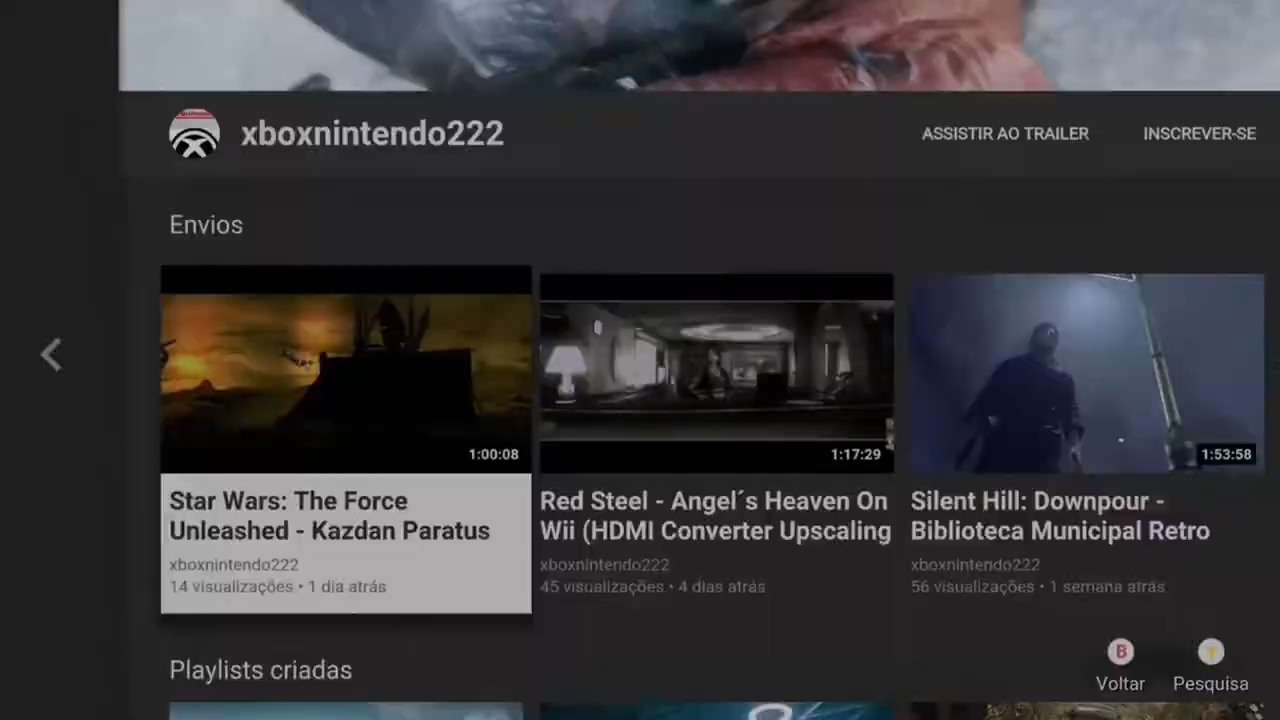 xboxnintendo222
ASSISTIR AO TRAILER
INSCREVER-SE
Envios
1:00:08
1:17:29
1:53:58
Star Wars: The Force
Unleashed - Kazdan Paratus
xboxnintendo222
14 visualizações • 1 dia atrás
Red Steel - Angel´s Heaven On
Wii (HDMI Converter Upscaling
xboxnintendo222
45 visualizações • 4 dias atrás
Silent Hill: Downpour -
Biblioteca Municipal Retro
xboxnintendo222
56 visualizações • 1 semana atrás
Playlists criadas
B
Voltar
Y
Pesquisa